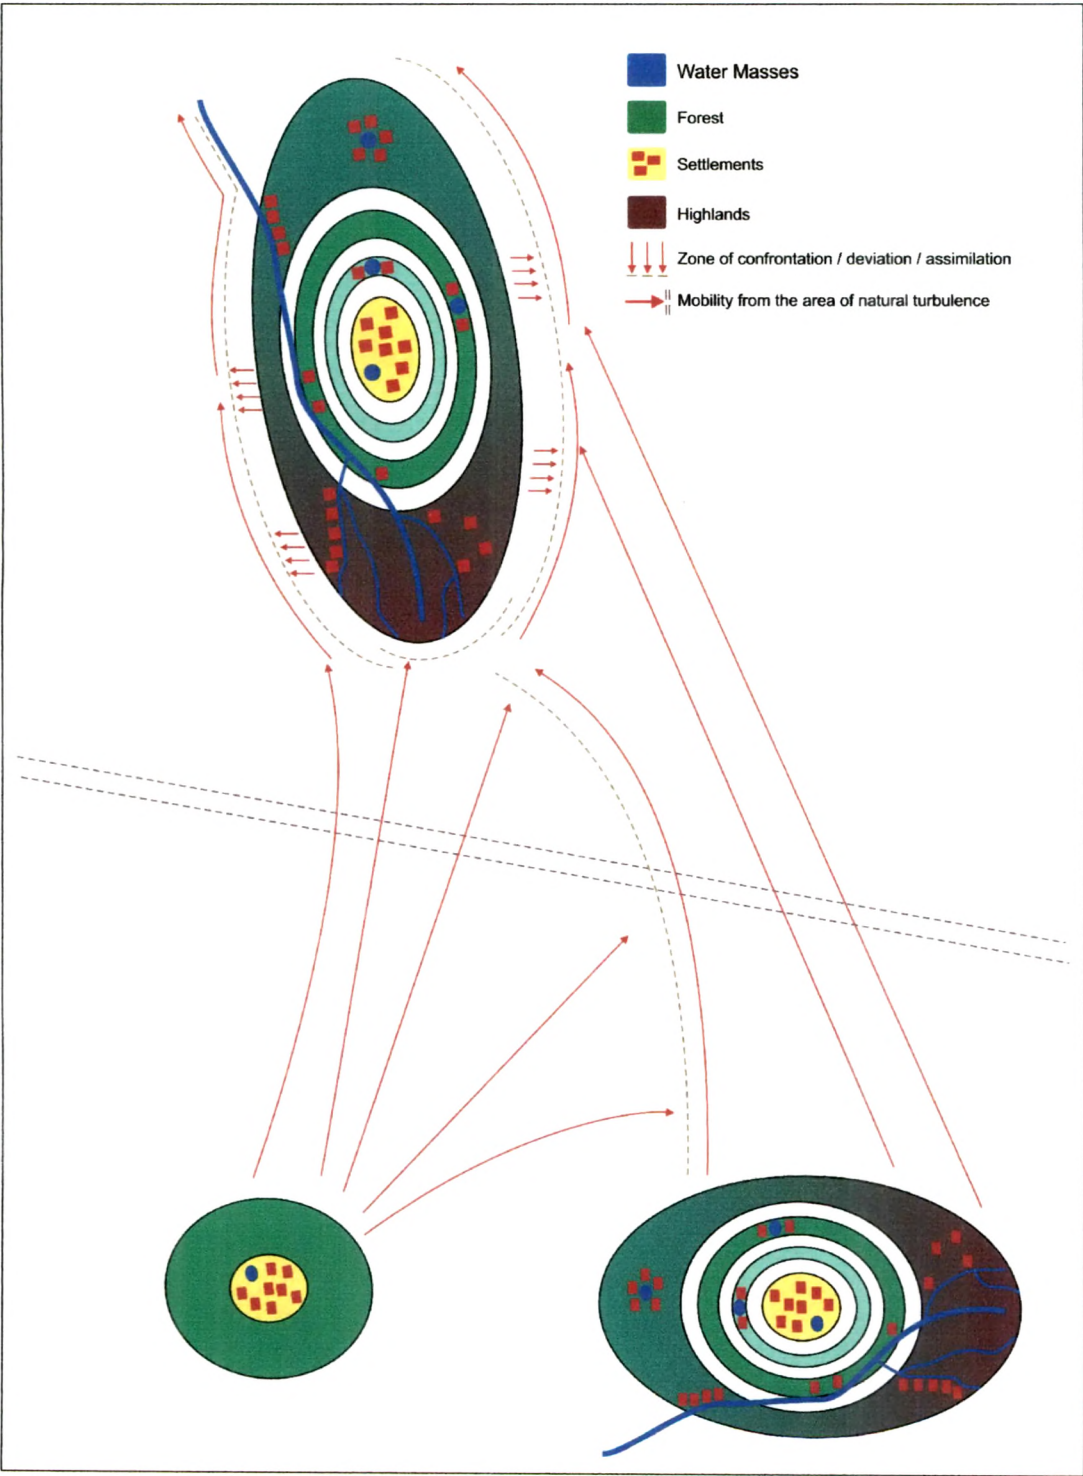 Water Masses
Forest
Settlements
Highlands
Zone of confrontation / deviation / assimilation
Mobility from the area of natural turbulence